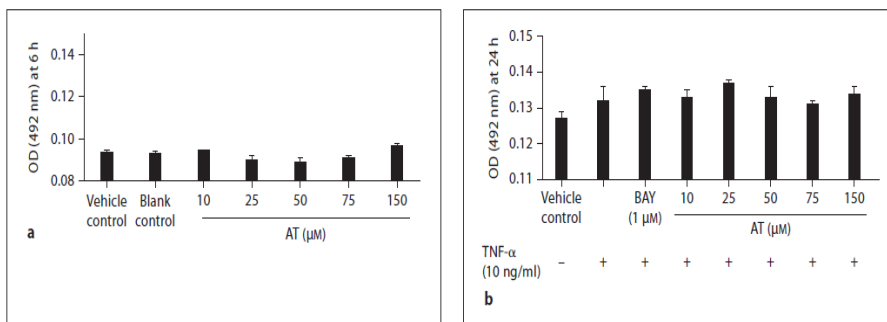 OD (492 nm) at 6 h
0.14
0.12
0.10
0.08
Vehicle control
Blank control
10
25
50
75
150
AT (μM)
a
OD (492 nm) at 24 h
0.15
0.14
0.13
0.12
0.11
Vehicle control
BAY (1 μM)
10
25
50
75
150
AT (μM)
TNF-α (10 ng/ml)
– + + + + + + +
b